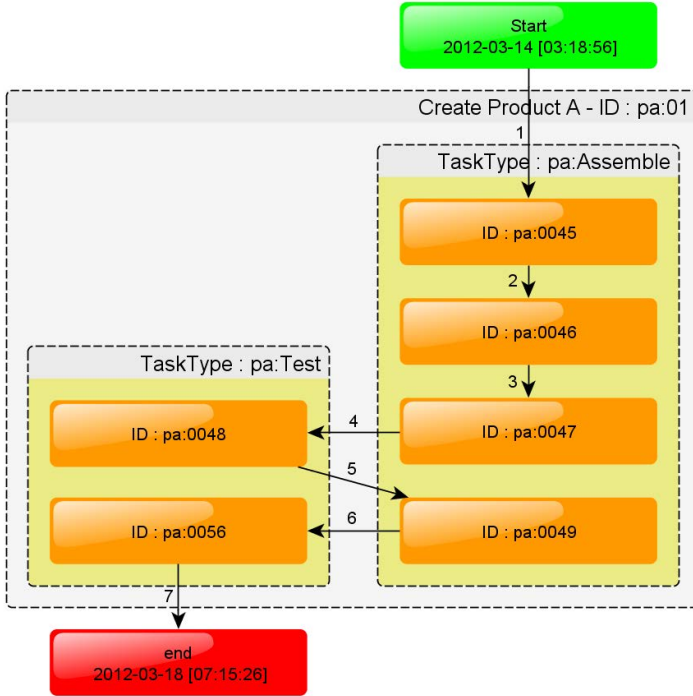 Start
2012-03-14 [03:18:56]
Create Product A - ID : pa:01
1
TaskType : pa:Assemble
ID : pa:0045
2
ID : pa:0046
3
TaskType : pa:Test
ID : pa:0048
4
ID : pa:0047
5
ID : pa:0056
6
ID : pa:0049
7
end
2012-03-18 [07:15:26]